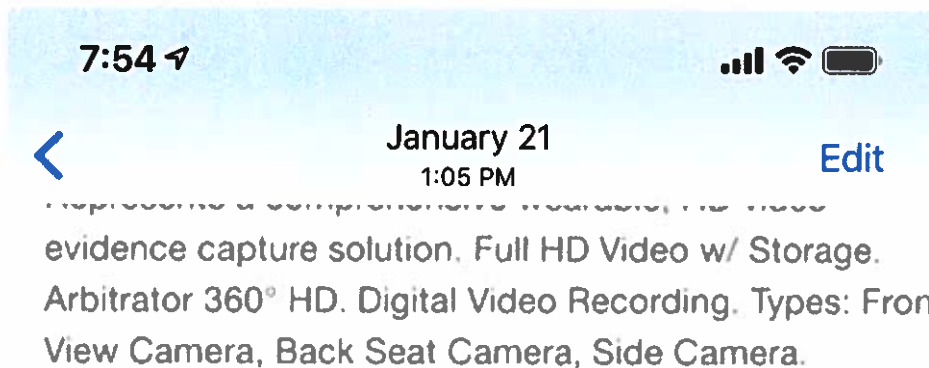 7:54
January 21
Edit
1:05 PM
evidence capture solution. Full HD Video w/ Storage.
Arbitrator 360° HD. Digital Video Recording. Types: Fron
View Camera, Back Seat Camera, Side Camera.